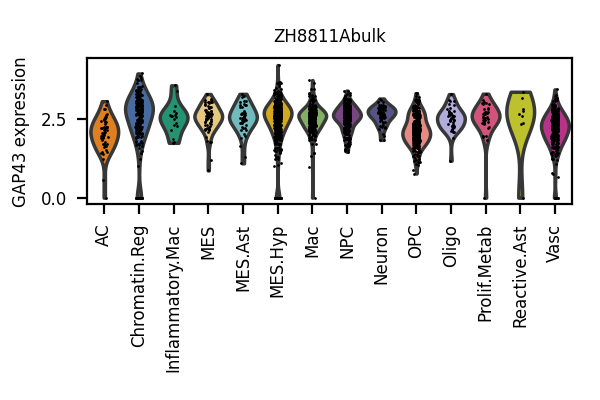 ZH8811Abulk
GAP43 expression
2.5
0.0
AC
Chromatin.Reg
Inflammatory.Mac
MES
MES.Ast
MES.Hyp
Mac
NPC
Neuron
OPC
Oligo
Prolif.Metab
Reactive.Ast
Vasc